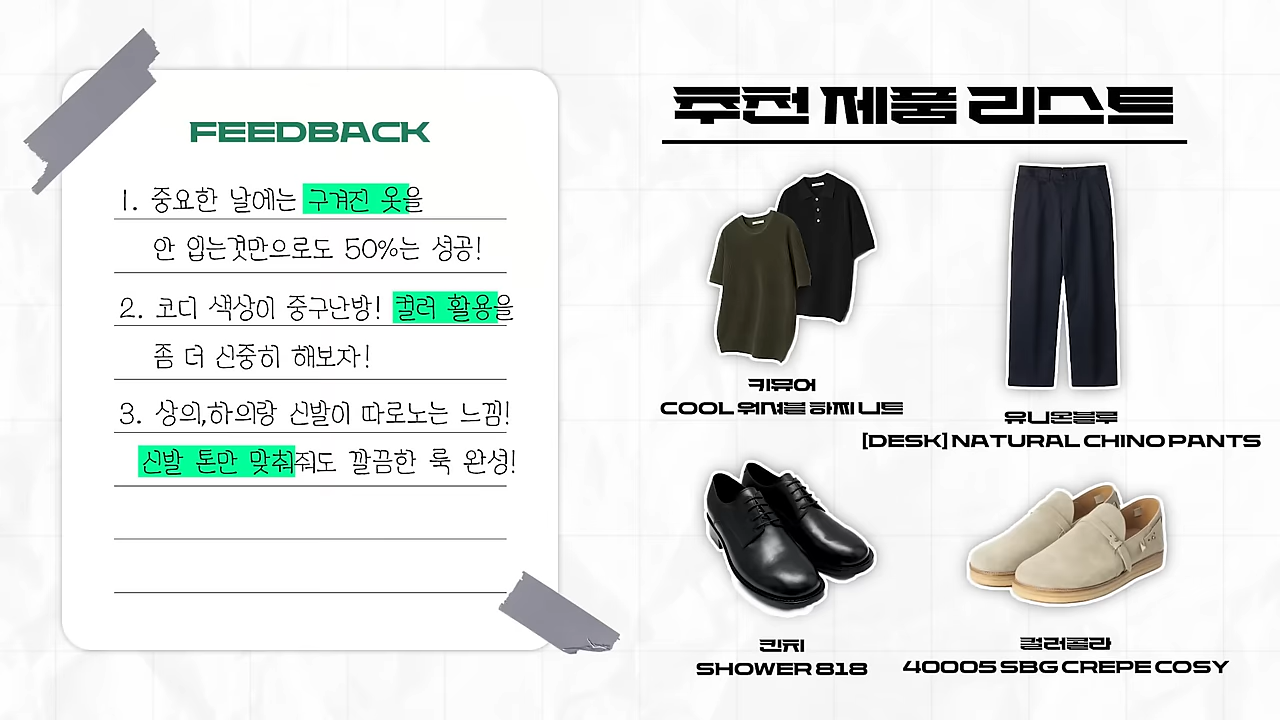 FEEDBACK
1. 중요한 날에는 구겨진 옷을
안 입는것만으로도 50%는 성공!
2. 코디 색상이 중구난방! 컬러 활용을
좀 더 신중히 해보자!
3. 상의,하의랑 신발이 따로노는 느낌!
신발 톤만 맞춰줘도 깔끔한 룩 완성!
추천 제품 리스트
키뮤어
COOL 워셔블 하찌 니트
유니온블루
[DESK] NATURAL CHINO PANTS
킨치
SHOWER 818
컬러콜라
40005 SBG CREPE COSY